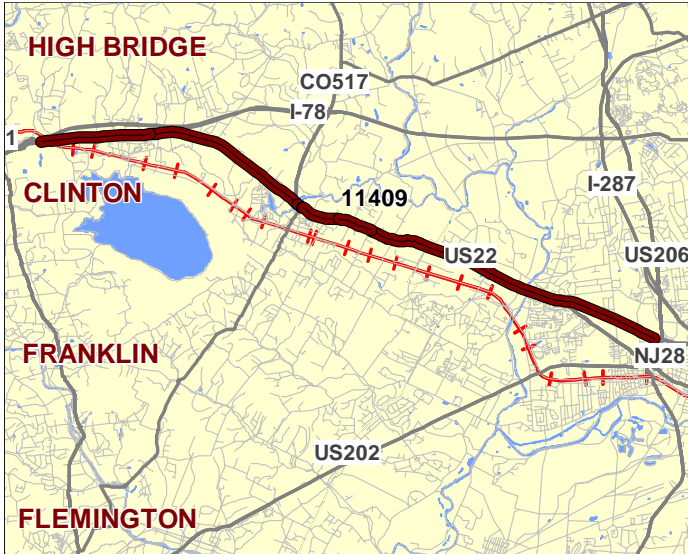 HIGH BRIDGE
CO517
I-78
1
CLINTON
I-287
11409
US22
US206
FRANKLIN
NJ28
US202
FLEMINGTON